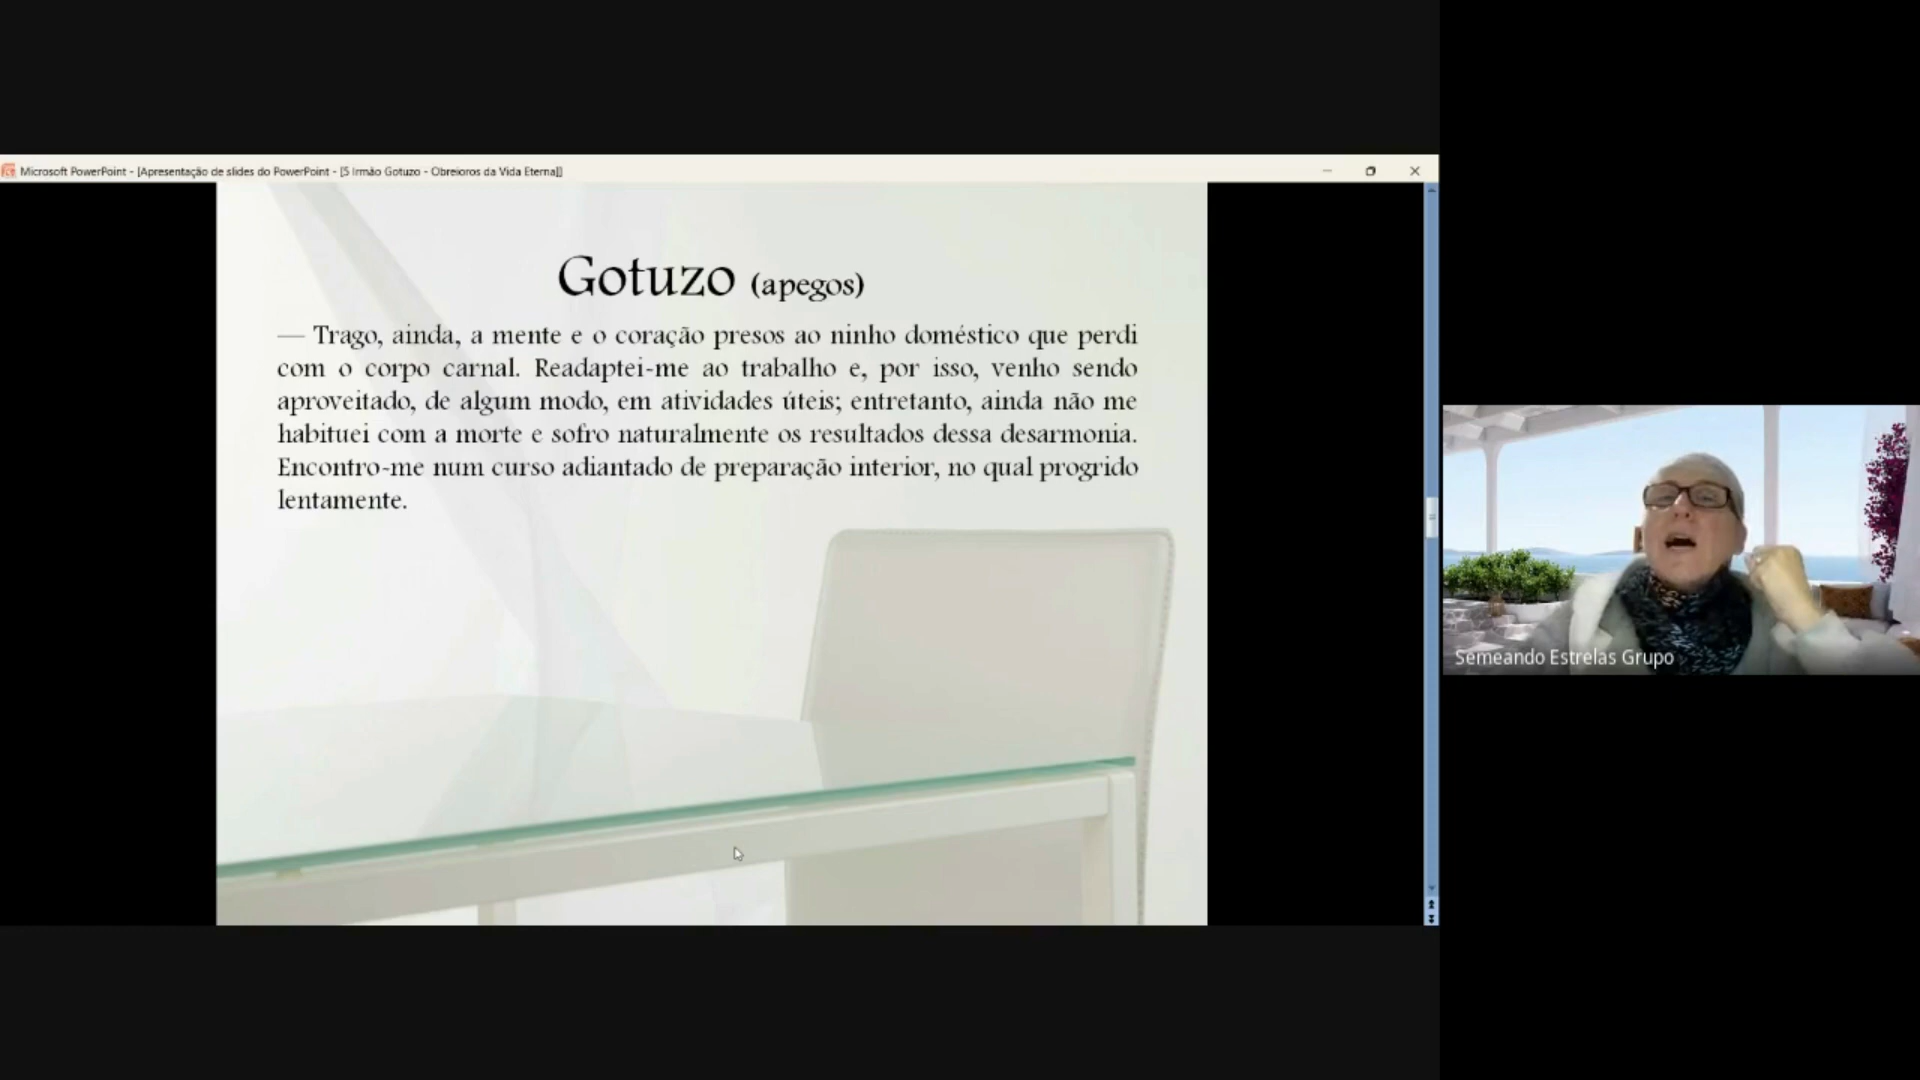 Microsoft PowerPoint - [Apresentação de slides do PowerPoint - [5 Irmão Gotuzo - Obreioros da Vida Eterna]]
Gotuzo (apegos)
— Trago, ainda, a mente e o coração presos ao ninho doméstico que perdi
com o corpo carnal. Readaptei-me ao trabalho e, por isso, venho sendo
aproveitado, de algum modo, em atividades úteis; entretanto, ainda não me
habituei com a morte e sofro naturalmente os resultados dessa desarmonia.
Encontro-me num curso adiantado de preparação interior, no qual progrido
lentamente.
Semeando Estrelas Grupo